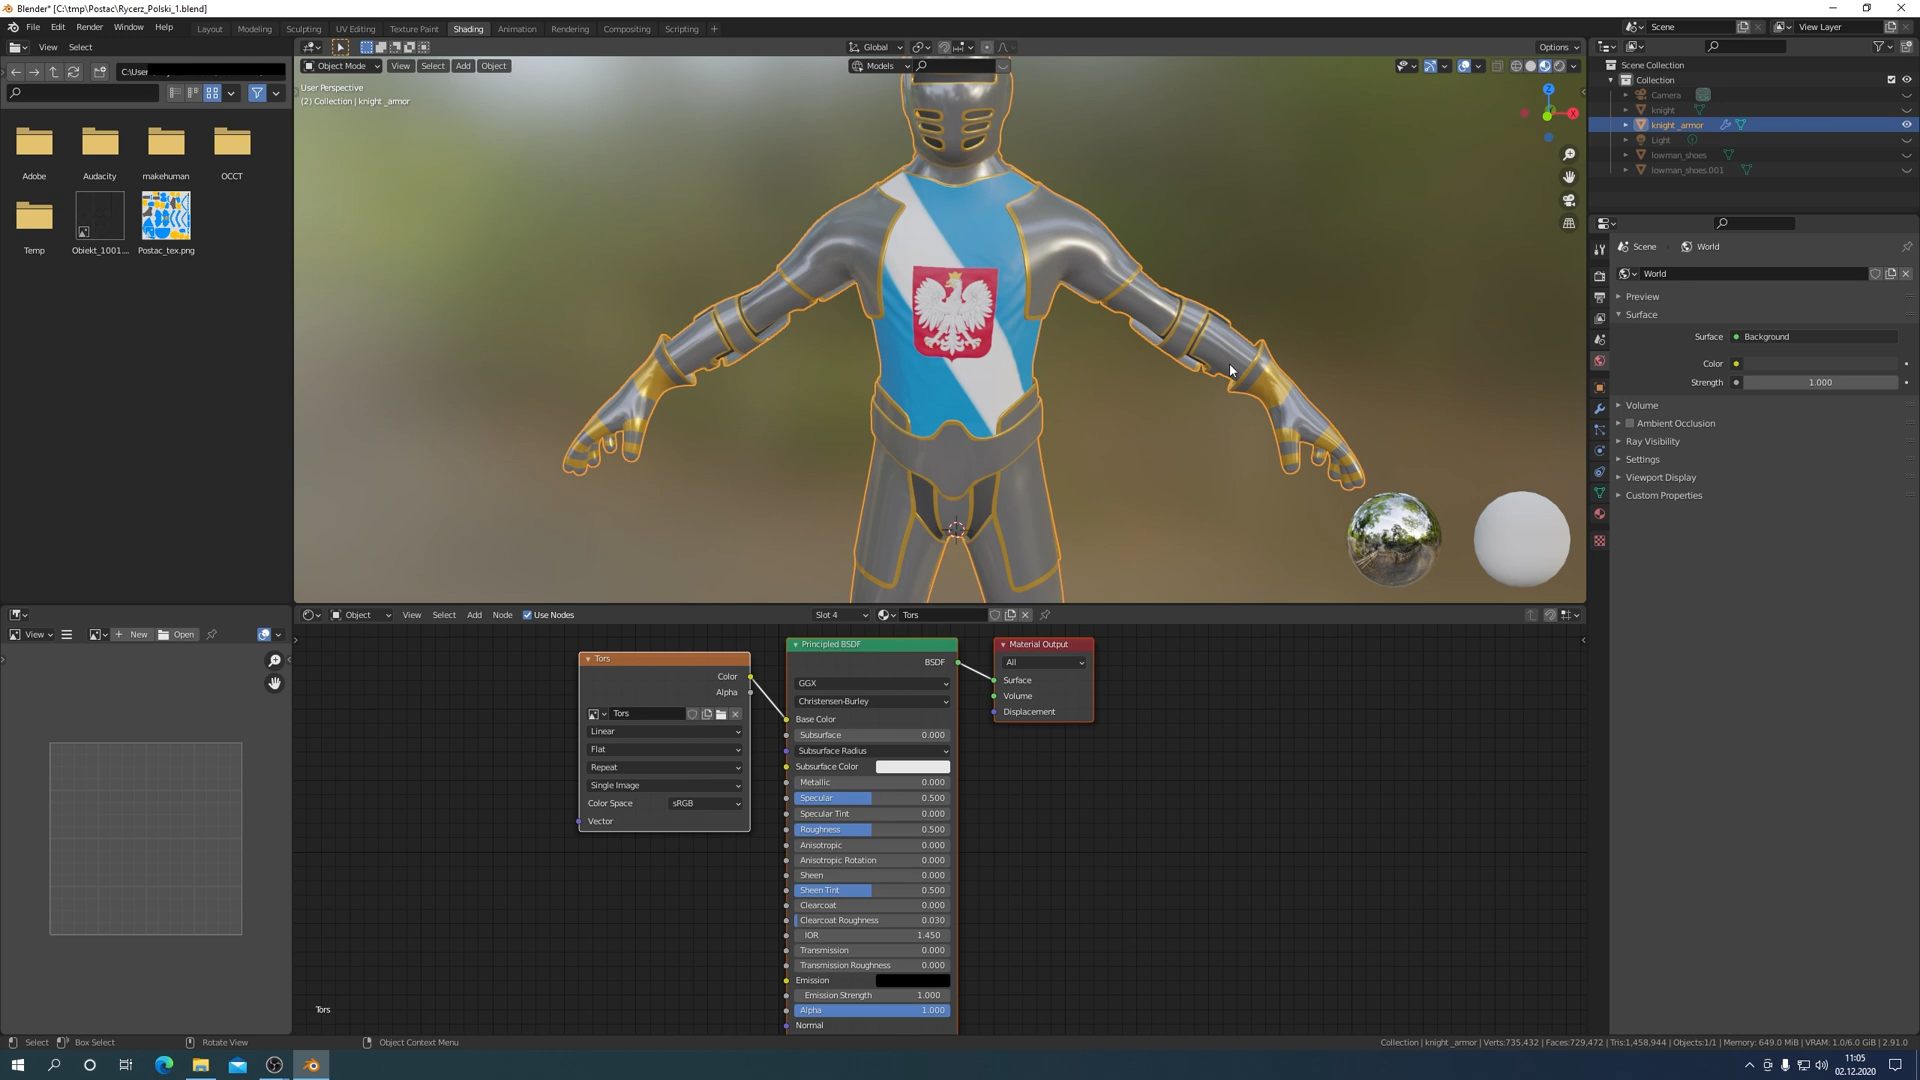 Blender* [C:\tmp\Postac\Rycerz_Polski_1.blend]
File Edit Render Window Help
Layout Modeling Sculpting UV Editing Texture Paint Shading Animation Rendering Compositing Scripting +
Scene View Layer
View Select
Global Options
C:\User
Object Mode View Select Add Object Models
User Perspective
(2) Collection | knight _armor
Adobe Audacity makehuman OCCT
Temp Obiekt_1001.... Postac_tex.png
Z X
Scene Collection
Collection
Camera
knight
knight _armor
Light
lowman_shoes
lowman_shoes.001
Scene World
World
Preview
Surface
Surface Background
Color
Strength 1.000
Volume
Ambient Occlusion
Ray Visibility
Settings
Viewport Display
Custom Properties
View New Open
Object View Select Add Node Use Nodes Slot 4 Tors
Tors
Color
Alpha
Tors
Linear
Flat
Repeat
Single Image
Color Space sRGB
Vector
Principled BSDF
BSDF
GGX
Christensen-Burley
Base Color
Subsurface 0.000
Subsurface Radius
Subsurface Color
Metallic 0.000
Specular 0.500
Specular Tint 0.000
Roughness 0.500
Anisotropic 0.000
Anisotropic Rotation 0.000
Sheen 0.000
Sheen Tint 0.500
Clearcoat 0.000
Clearcoat Roughness 0.030
IOR 1.450
Transmission 0.000
Transmission Roughness 0.000
Emission
Emission Strength 1.000
Alpha 1.000
Normal
Material Output
All
Surface
Volume
Displacement
Tors
Select Box Select Rotate View Object Context Menu
Collection | knight _armor | Verts:735,432 | Faces:729,472 | Tris:1,458,944 | Objects:1/1 | Memory: 649.0 MiB | VRAM: 1.0/6.0 GiB | 2.91.0
11:05
02.12.2020